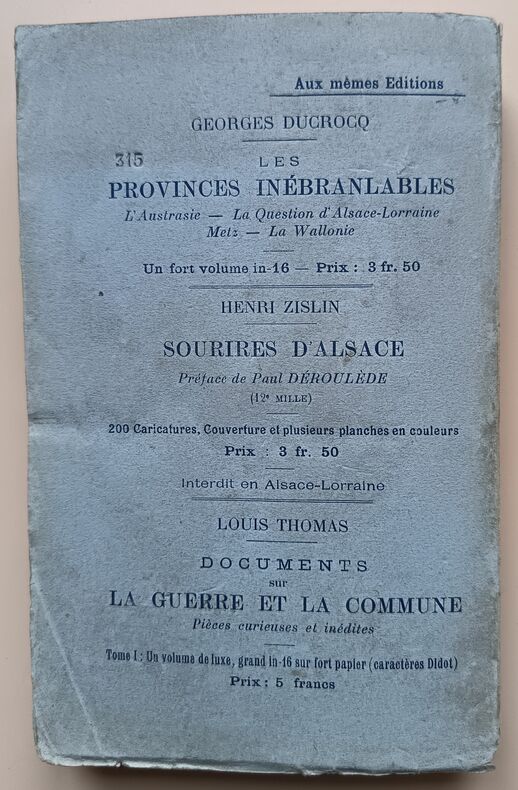 Aux mêmes Editions
GEORGES DUCROCQ
315
LES
PROVINCES INÉBRANLABLES
L'Austrasie — La Question d'Alsace-Lorraine
Metz — La Wallonie
Un fort volume in-16 — Prix : 3 fr. 50
HENRI ZISLIN
SOURIRES D'ALSACE
Préface de Paul DÉROULÈDE
(12e MILLE)
200 Caricatures, Couverture et plusieurs planches en couleurs
Prix : 3 fr. 50
Interdit en Alsace-Lorraine
LOUIS THOMAS
DOCUMENTS
sur
LA GUERRE ET LA COMMUNE
Pièces curieuses et inédites
Tome I : Un volume de luxe, grand in-16 sur fort papier (caractères Didot)
Prix : 5 francs